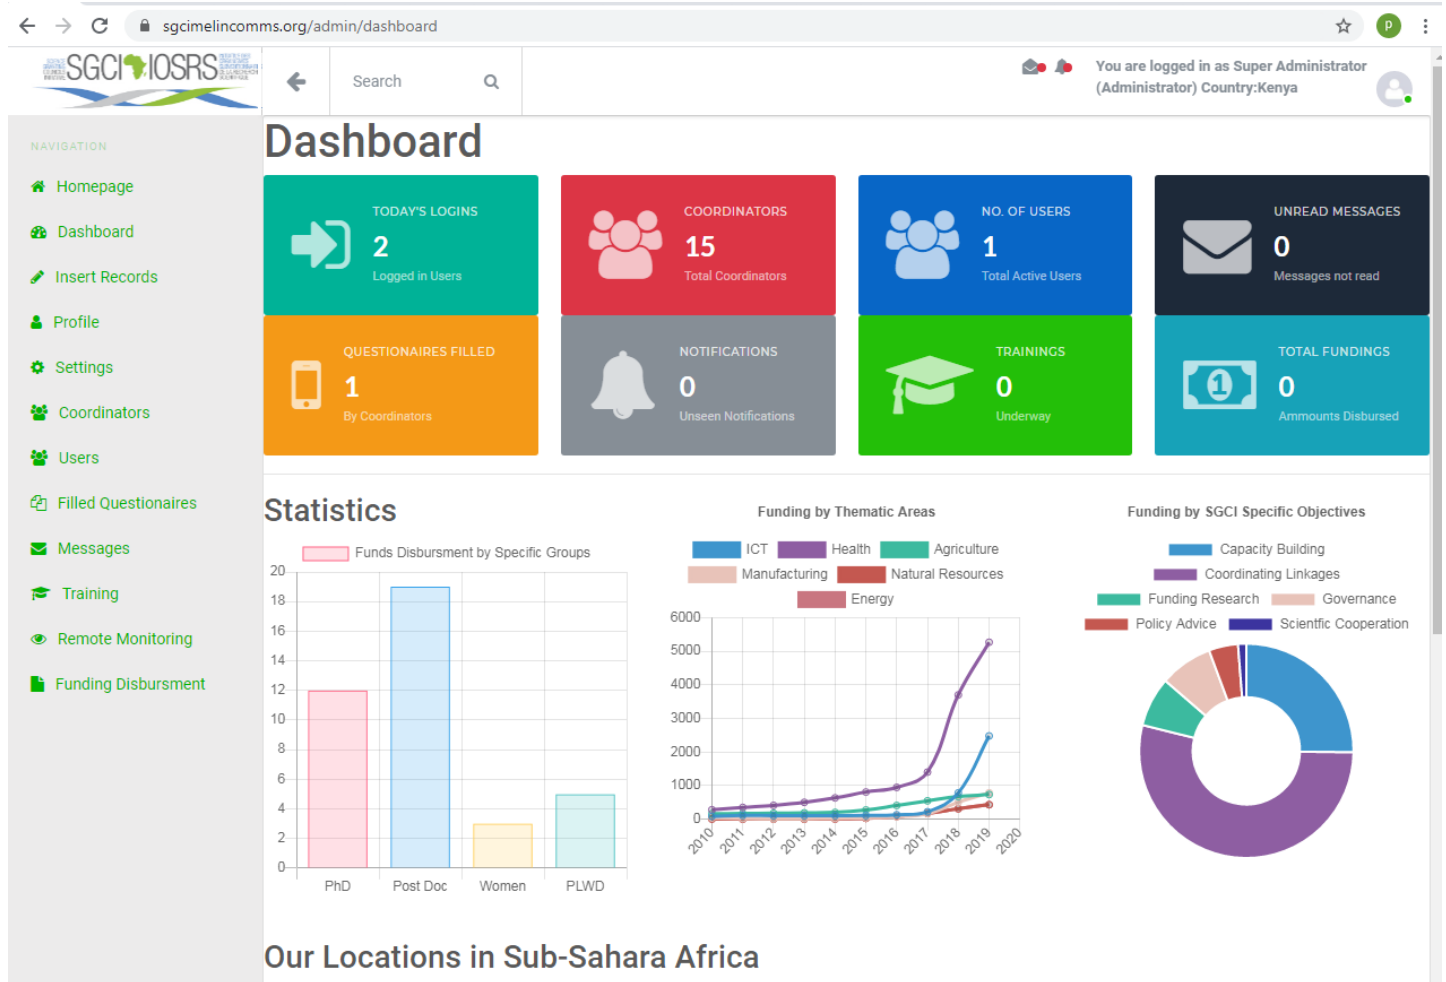 sgcimelincomms.org/admin/dashboard
P
SGCI IOSRS
Search
You are logged in as Super Administrator
(Administrator) Country:Kenya
NAVIGATION
Homepage
Dashboard
Insert Records
Profile
Settings
Coordinators
Users
Filled Questionaires
Messages
Training
Remote Monitoring
Funding Disbursment
Dashboard
TODAY'S LOGINS
2
Logged in Users
COORDINATORS
15
Total Coordinators
NO. OF USERS
1
Total Active Users
UNREAD MESSAGES
0
Messages not read
QUESTIONAIRES FILLED
1
By Coordinators
NOTIFICATIONS
0
Unseen Notifications
TRAININGS
0
Underway
1
TOTAL FUNDINGS
0
Ammounts Disbursed
Statistics
Funds Disbursment by Specific Groups
20
18
16
14
12
10
8
6
4
2
0
PhD Post Doc Women PLWD
Funding by Thematic Areas
ICT Health Agriculture
Manufacturing Natural Resources
Energy
6000
5000
4000
3000
2000
1000
0
2010 2011 2012 2013 2014 2015 2016 2017 2018 2019 2020
Funding by SGCI Specific Objectives
Capacity Building
Coordinating Linkages
Funding Research Governance
Policy Advice Scientfic Cooperation
Our Locations in Sub-Sahara Africa